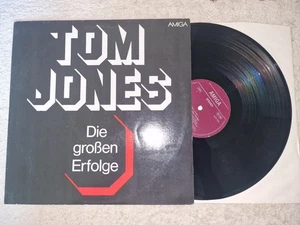 TOM
AMIGA
JONES
Die
großen
Erfolge
AMIGA